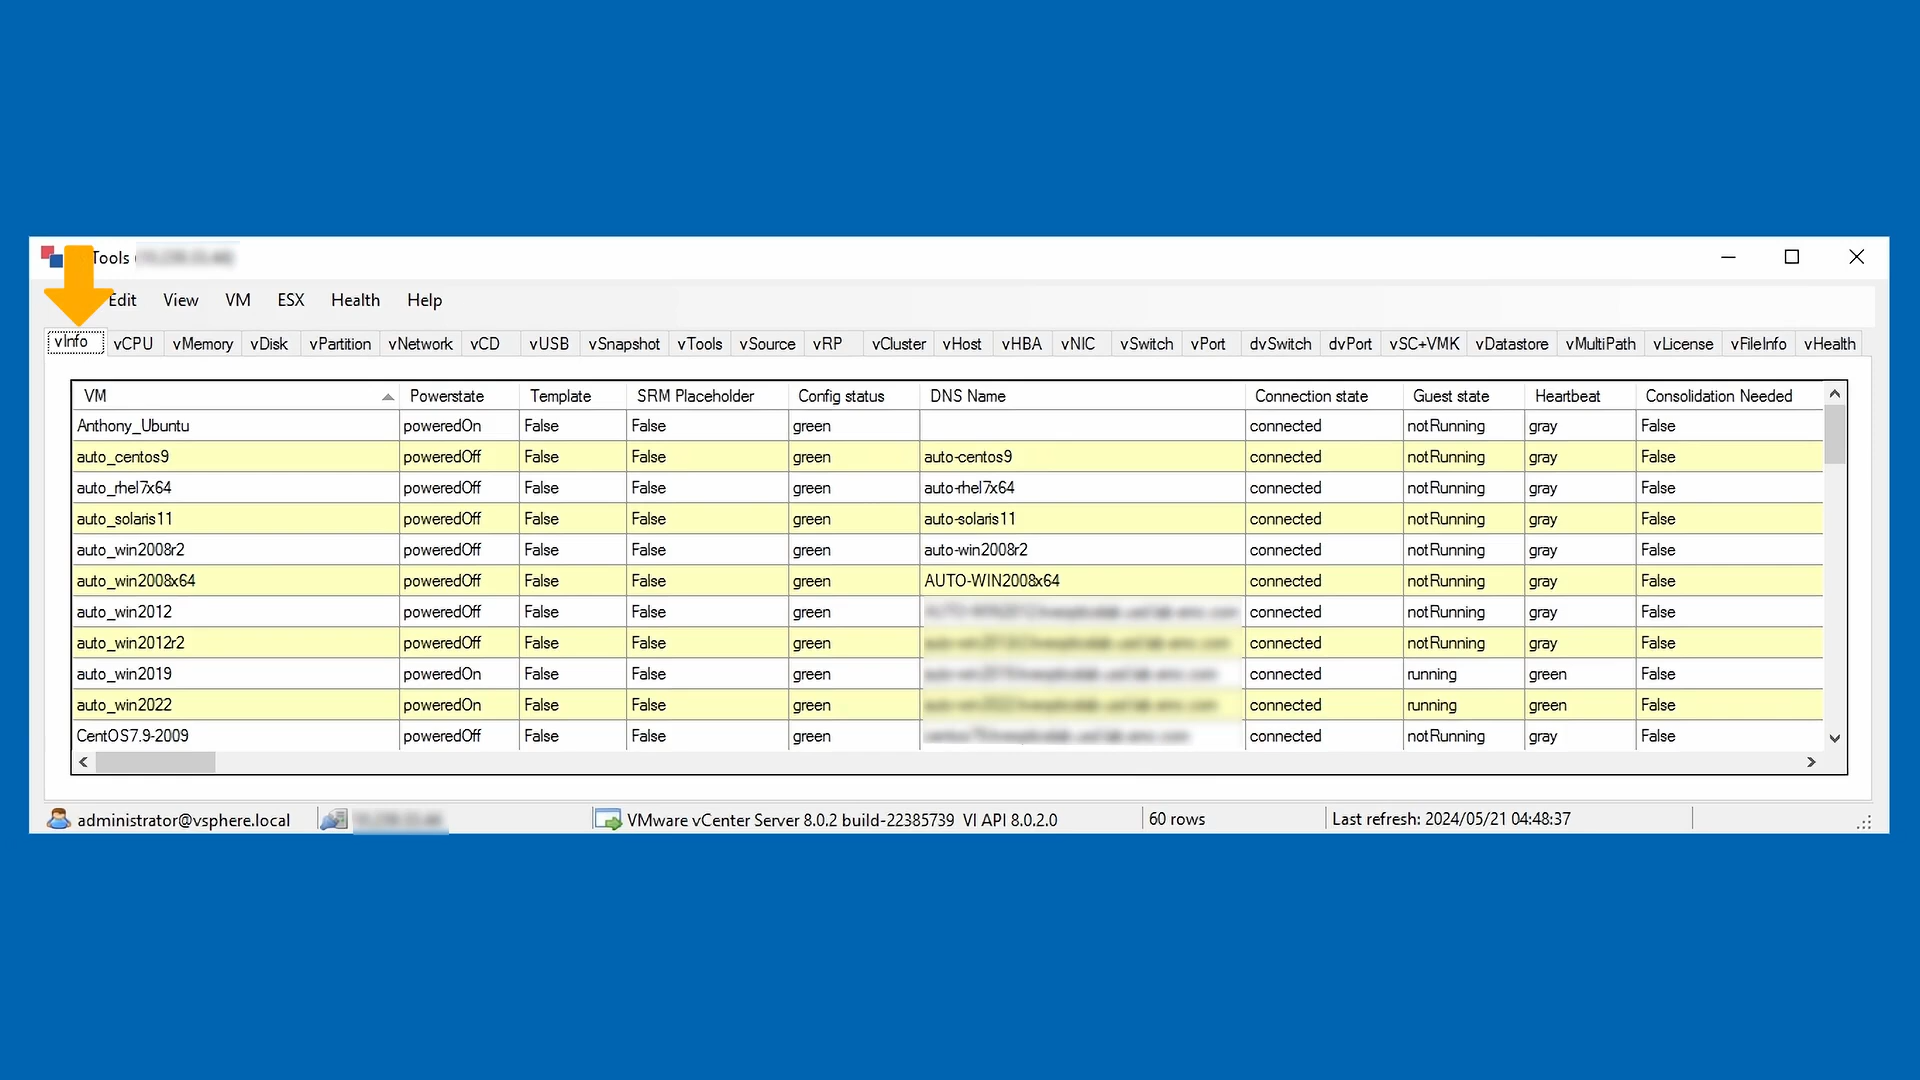 Tools
Edit View VM ESX Health Help
vInfo vCPU vMemory vDisk vPartition vNetwork vCD vUSB vSnapshot vTools vSource vRP vCluster vHost vHBA vNIC vSwitch vPort dvSwitch dvPort vSC+VMK vDatastore vMultiPath vLicense vFileInfo vHealth
VM Powerstate Template SRM Placeholder Config status DNS Name Connection state Guest state Heartbeat Consolidation Needed
Anthony_Ubuntu poweredOn False False green connected notRunning gray False
auto_centos9 poweredOff False False green auto-centos9 connected notRunning gray False
auto_rhel7x64 poweredOff False False green auto-rhel7x64 connected notRunning gray False
auto_solaris11 poweredOff False False green auto-solaris11 connected notRunning gray False
auto_win2008r2 poweredOff False False green auto-win2008r2 connected notRunning gray False
auto_win2008x64 poweredOff False False green AUTO-WIN2008x64 connected notRunning gray False
auto_win2012 poweredOff False False green connected notRunning gray False
auto_win2012r2 poweredOff False False green connected notRunning gray False
auto_win2019 poweredOn False False green connected running green False
auto_win2022 poweredOn False False green connected running green False
CentOS7.9-2009 poweredOff False False green connected notRunning gray False
administrator@vsphere.local VMware vCenter Server 8.0.2 build-22385739 VI API 8.0.2.0 60 rows Last refresh: 2024/05/21 04:48:37